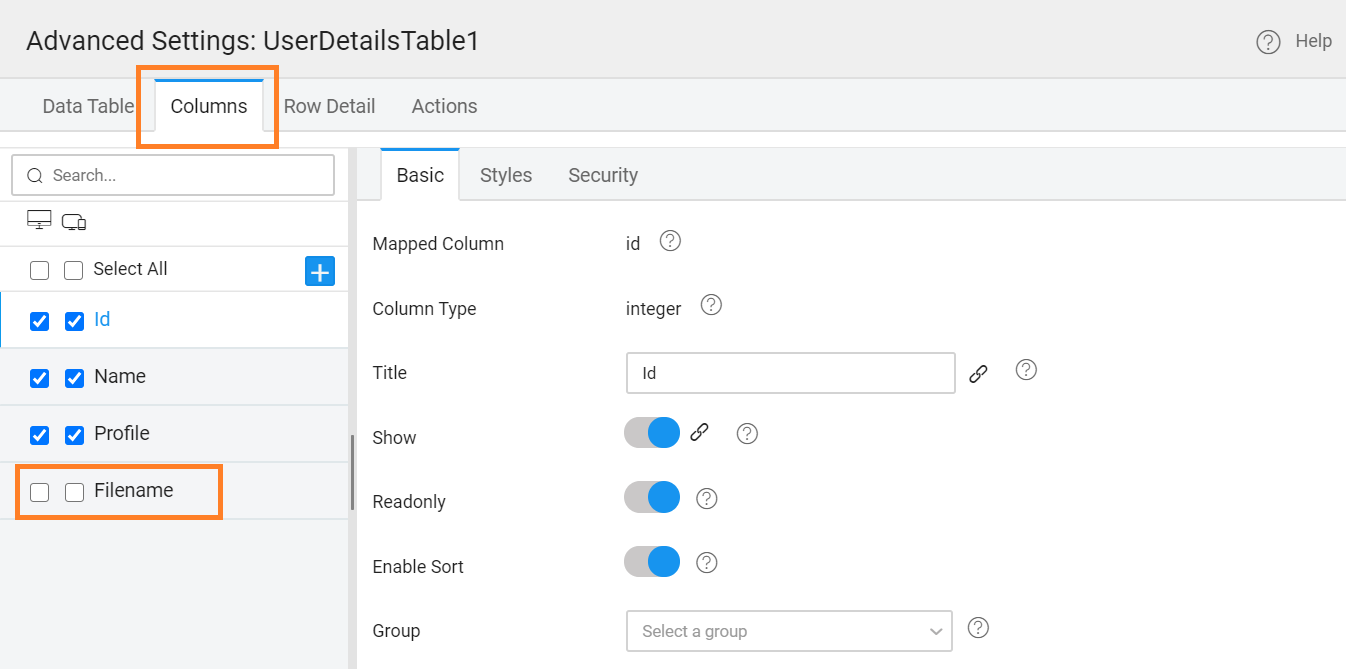 Advanced Settings: UserDetailsTable1
Help
Data Table Columns Row Detail Actions
Search...
Select All
Id
Name
Profile
Filename
Basic Styles Security
Mapped Column id
Column Type integer
Title Id
Show
Readonly
Enable Sort
Group Select a group